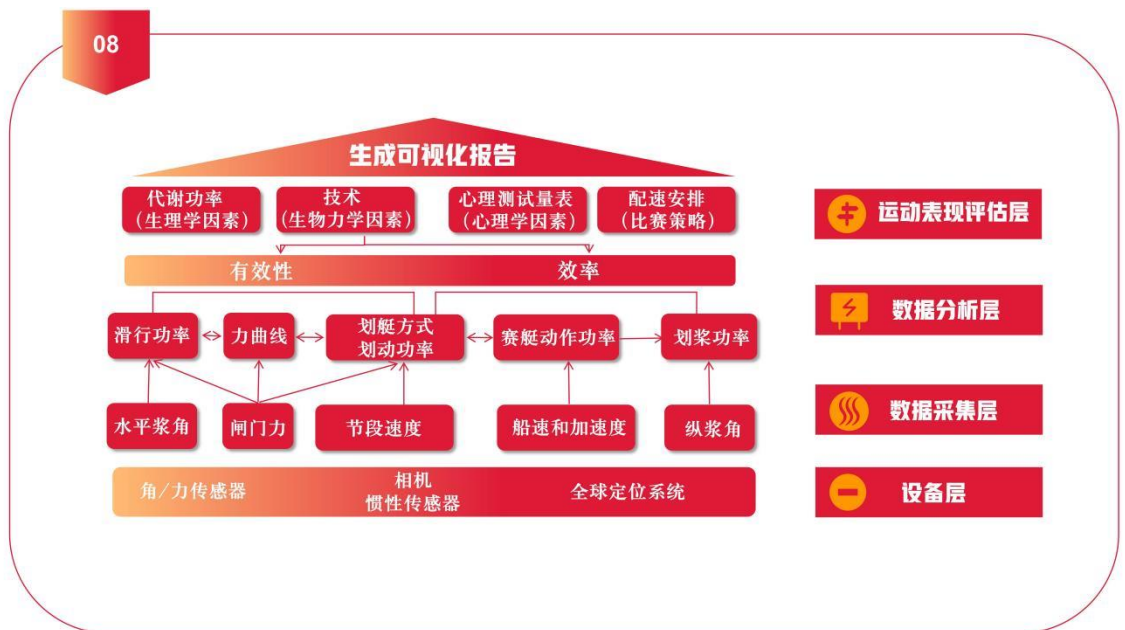 08
生成可视化报告
代谢功率
（生理学因素）
技术
（生物力学因素）
心理测试量表
（心理学因素）
配速安排
（比赛策略）
运动表现评估层
有效性
效率
数据分析层
滑行功率
力曲线
划艇方式
划动功率
赛艇动作功率
划桨功率
数据采集层
水平桨角
闸门力
节段速度
船速和加速度
纵桨角
设备层
角/力传感器
相机
惯性传感器
全球定位系统